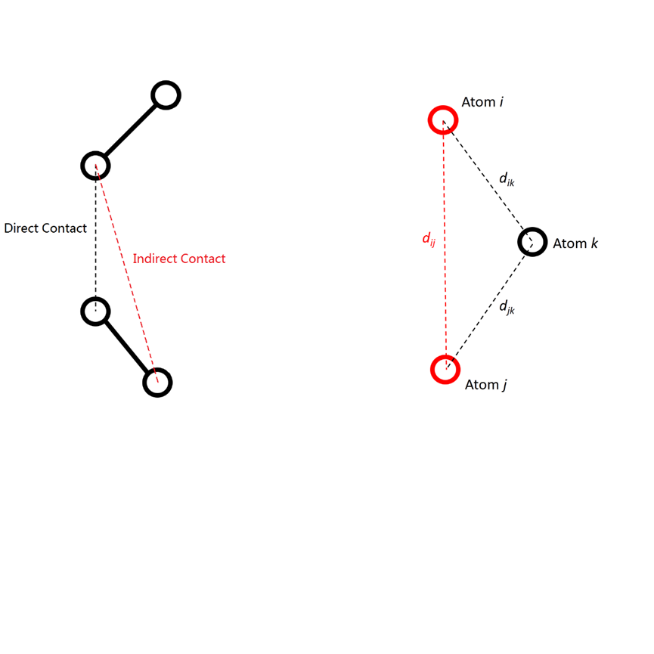 Direct Contact
Indirect Contact
Atom i
d_ik
d_ij
Atom k
d_jk
Atom j